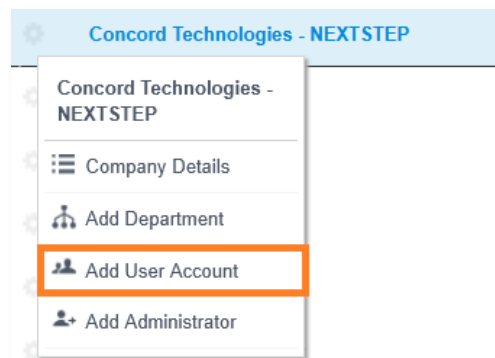 Concord Technologies - NEXTSTEP
Concord Technologies -
NEXTSTEP
Company Details
Add Department
Add User Account
Add Administrator